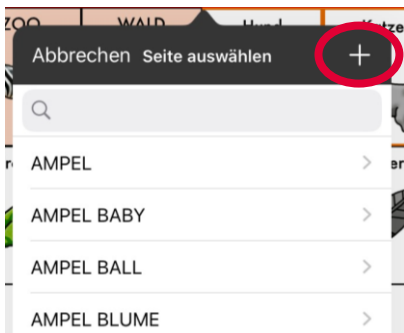 ZOO WALD Hund Katze
Abbrechen Seite auswählen +
AMPEL
AMPEL BABY
AMPEL BALL
AMPEL BLUME